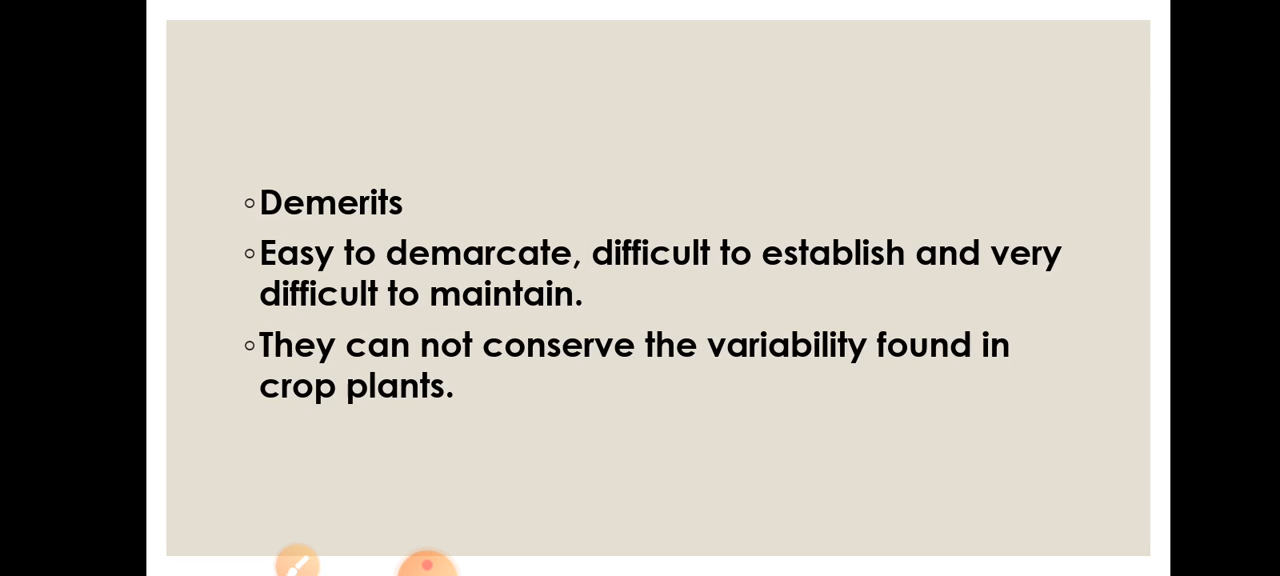 ◦Demerits
◦Easy to demarcate, difficult to establish and very
difficult to maintain.
◦They can not conserve the variability found in
crop plants.